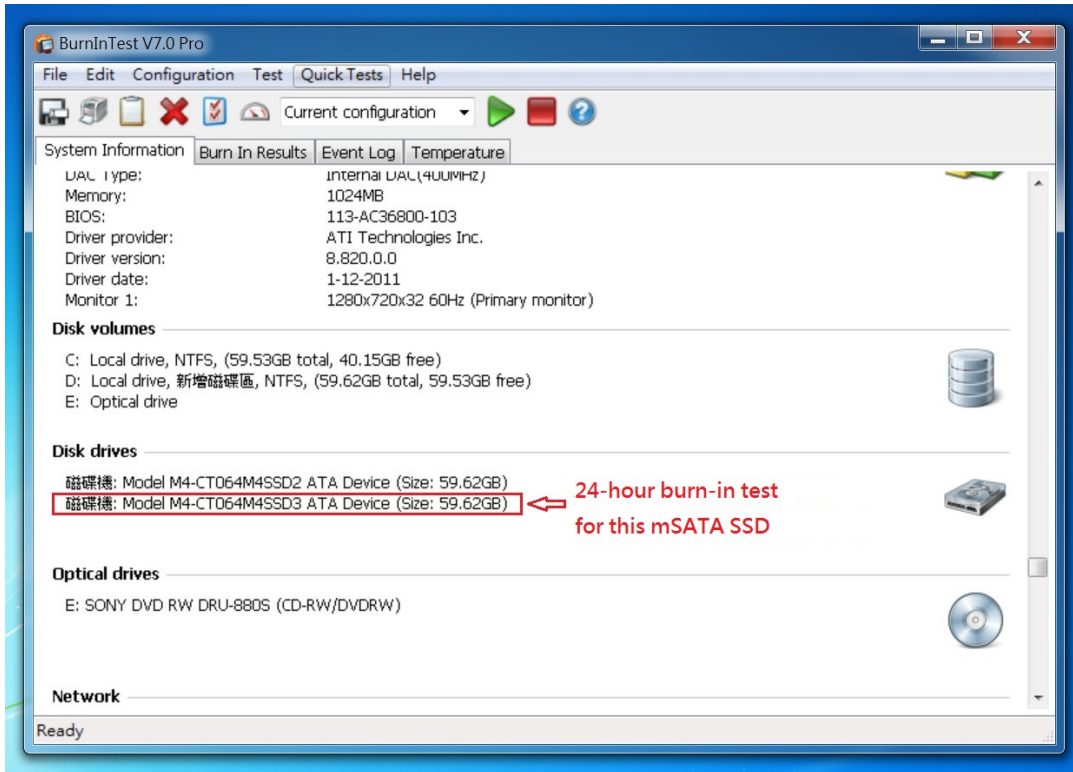 BurnInTest V7.0 Pro
File Edit Configuration Test Quick Tests Help
Current configuration
System Information Burn In Results Event Log Temperature
DAC Type: Internal DAC(400MHz)
Memory: 1024MB
BIOS: 113-AC36800-103
Driver provider: ATI Technologies Inc.
Driver version: 8.820.0.0
Driver date: 1-12-2011
Monitor 1: 1280x720x32 60Hz (Primary monitor)
Disk volumes
C: Local drive, NTFS, (59.53GB total, 40.15GB free)
D: Local drive, 新增磁碟區, NTFS, (59.62GB total, 59.53GB free)
E: Optical drive
Disk drives
磁碟機: Model M4-CT064M4SSD2 ATA Device (Size: 59.62GB)
磁碟機: Model M4-CT064M4SSD3 ATA Device (Size: 59.62GB)
24-hour burn-in test
for this mSATA SSD
Optical drives
E: SONY DVD RW DRU-880S (CD-RW/DVDRW)
Network
Ready